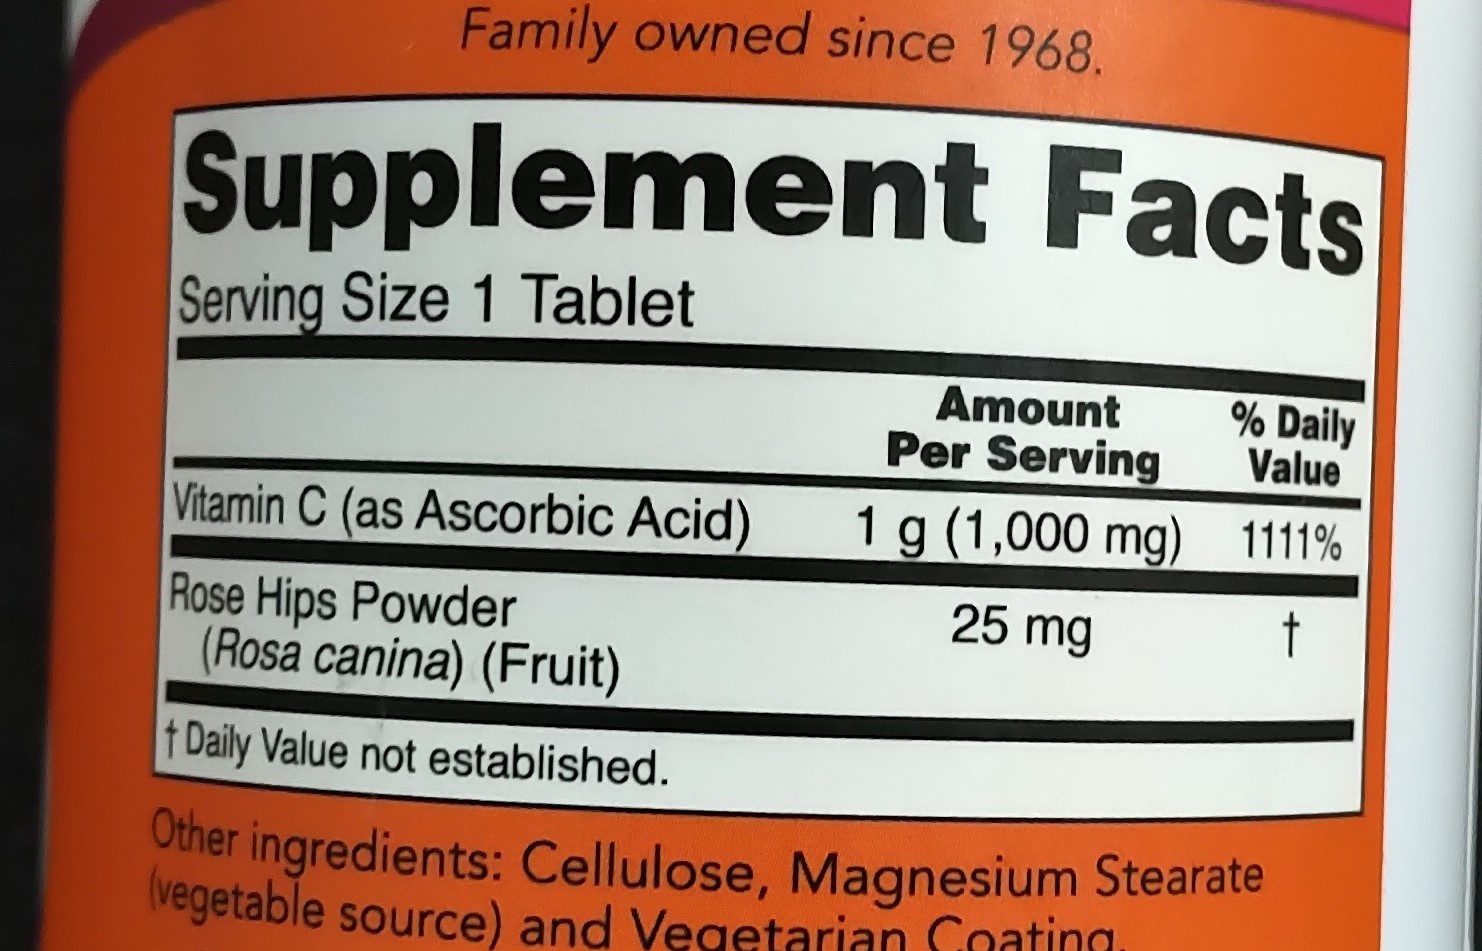 Family owned since 1968.
Supplement Facts
Serving Size 1 Tablet
Amount Per Serving
% Daily Value
Vitamin C (as Ascorbic Acid) 1 g (1,000 mg) 1111%
Rose Hips Powder 25 mg †
(Rosa canina) (Fruit)
† Daily Value not established.
Other ingredients: Cellulose, Magnesium Stearate
(vegetable source) and Vegetarian Coating.